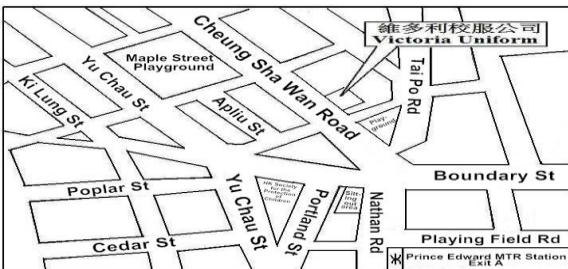 維多利校服公司
Victoria Uniform
Cheung Sha Wan Road
Maple Street
Playground
Yu Chau St
Ki Lung St
Apliu St
Tai Po Rd
Play-
ground
Boundary St
Poplar St
Yu Chau St
HK Society
for the
Protection
of
Children
Portland St
Sitt-
ing out
area
Nathan Rd
Cedar St
Playing Field Rd
Prince Edward MTR Station
Exit A